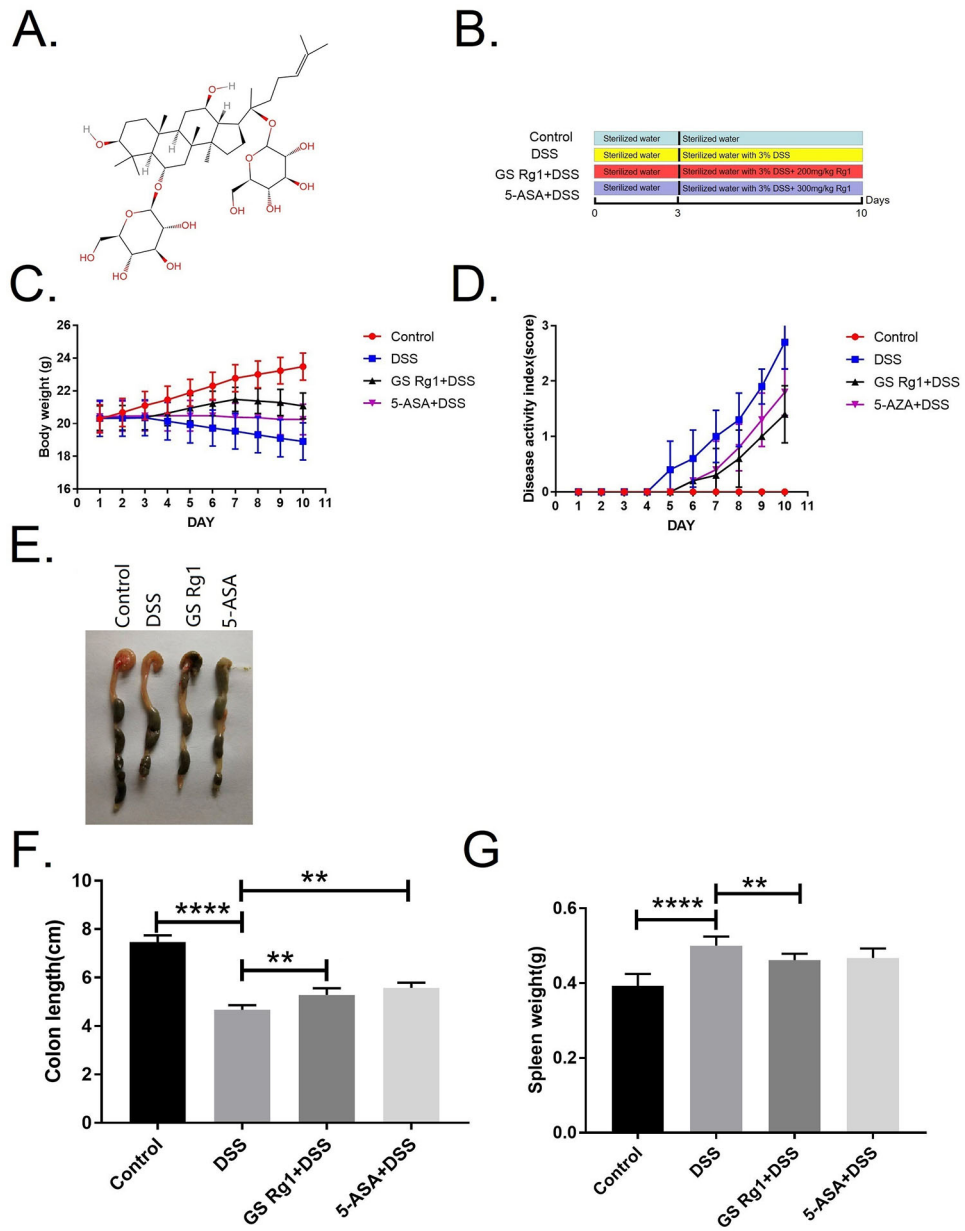 A.
H
O
H
O
H
H
O
O
OH
OH
OH
O
HO
O
O
OH
OH
OH
HO
B.
Control
Sterilized water
Sterilized water
DSS
Sterilized water
Sterilized water with 3% DSS
GS Rg1+DSS
Sterilized water
Sterilized water with 3% DSS+ 200mg/kg Rg1
5-ASA+DSS
Sterilized water
Sterilized water with 3% DSS+ 300mg/kg Rg1
0 3 10 Days
C.
Body weight (g)
26
24
22
20
18
16
0 1 2 3 4 5 6 7 8 9 10 11
DAY
Control
DSS
GS Rg1+DSS
5-ASA+DSS
D.
Disease activity index(score)
3
2
1
0
0 1 2 3 4 5 6 7 8 9 10 11
DAY
Control
DSS
GS Rg1+DSS
5-AZA+DSS
E.
Control
DSS
GS Rg1
5-ASA
F.
Colon length(cm)
8
6
4
2
0
****
**
**
Control
DSS
GS Rg1+DSS
5-ASA+DSS
G
Spleen weight(g)
0.6
0.4
0.2
0.0
****
**
Control
DSS
GS Rg1+DSS
5-ASA+DSS